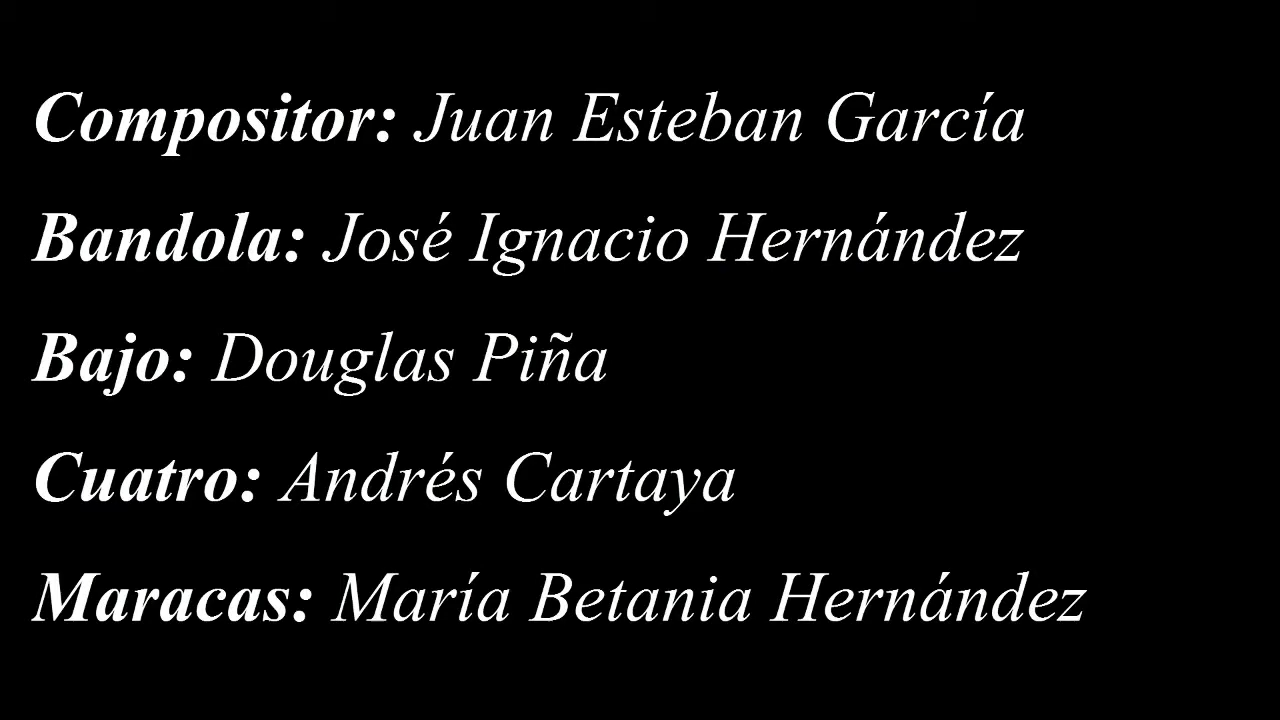 Compositor: Juan Esteban García
Bandola: José Ignacio Hernández
Bajo: Douglas Piña
Cuatro: Andrés Cartaya
Maracas: María Betania Hernández